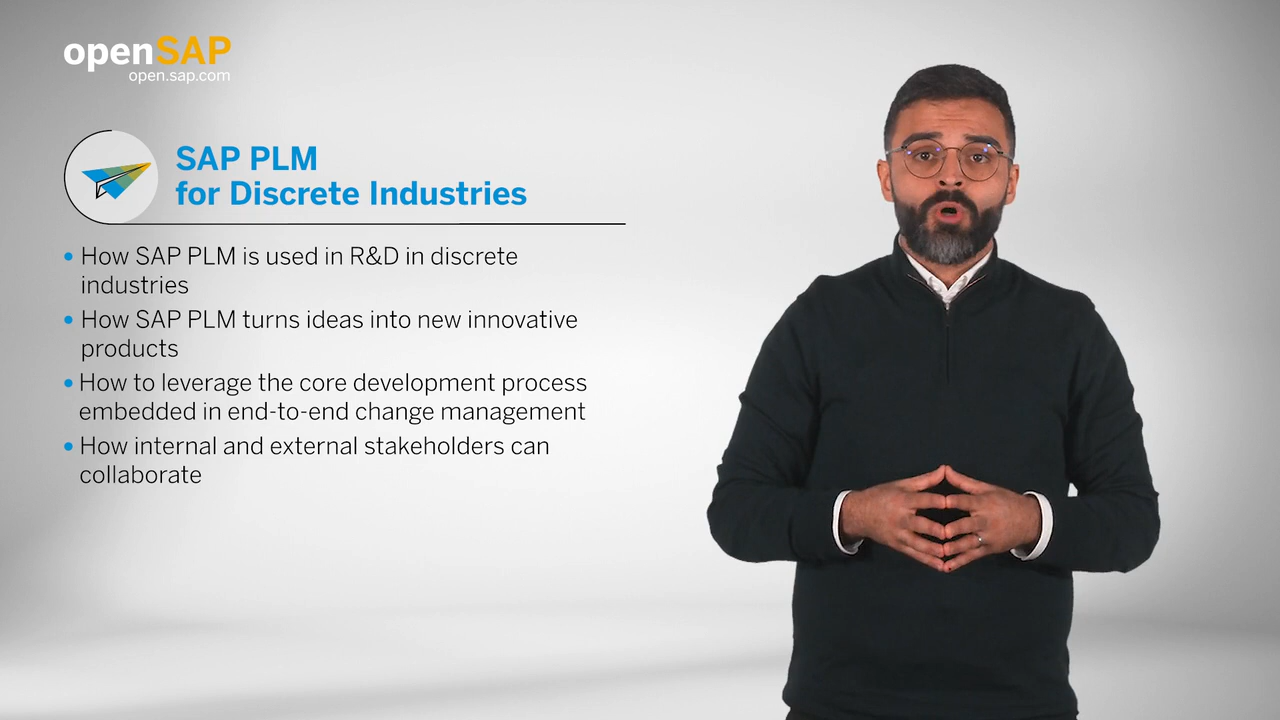 openSAP
open.sap.com
SAP PLM
for Discrete Industries
• How SAP PLM is used in R&D in discrete
industries
• How SAP PLM turns ideas into new innovative
products
• How to leverage the core development process
embedded in end-to-end change management
• How internal and external stakeholders can
collaborate